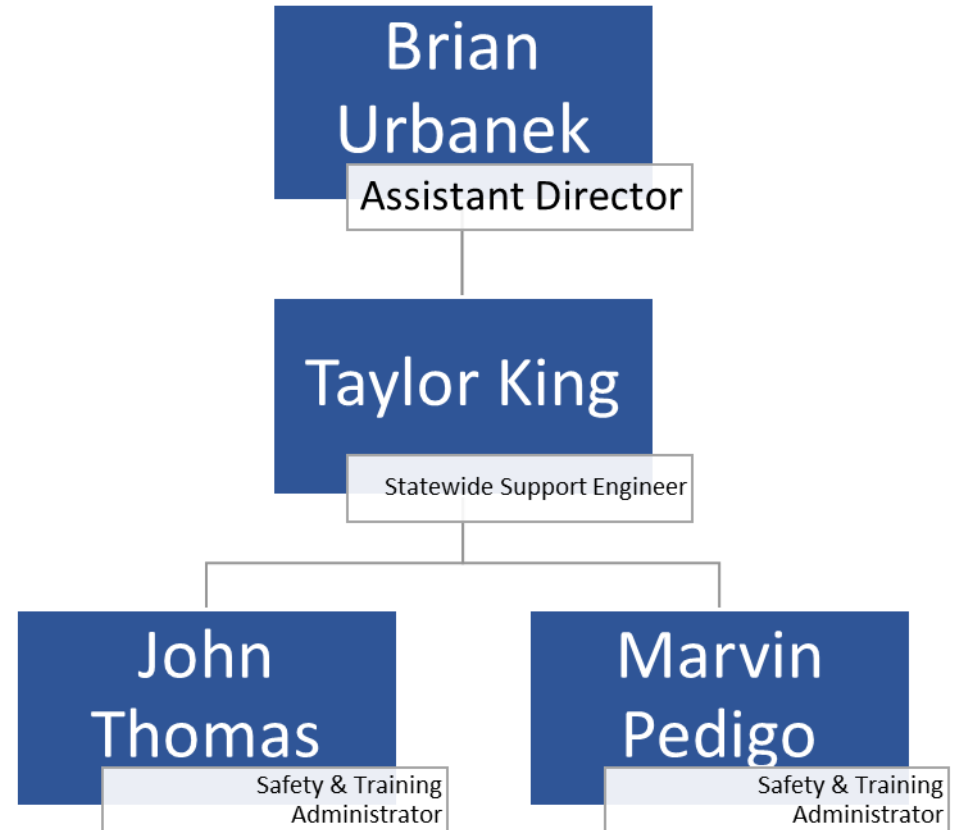 Brian
Urbanek
Assistant Director
Taylor King
Statewide Support Engineer
John
Thomas
Safety & Training
Administrator
Marvin
Pedigo
Safety & Training
Administrator